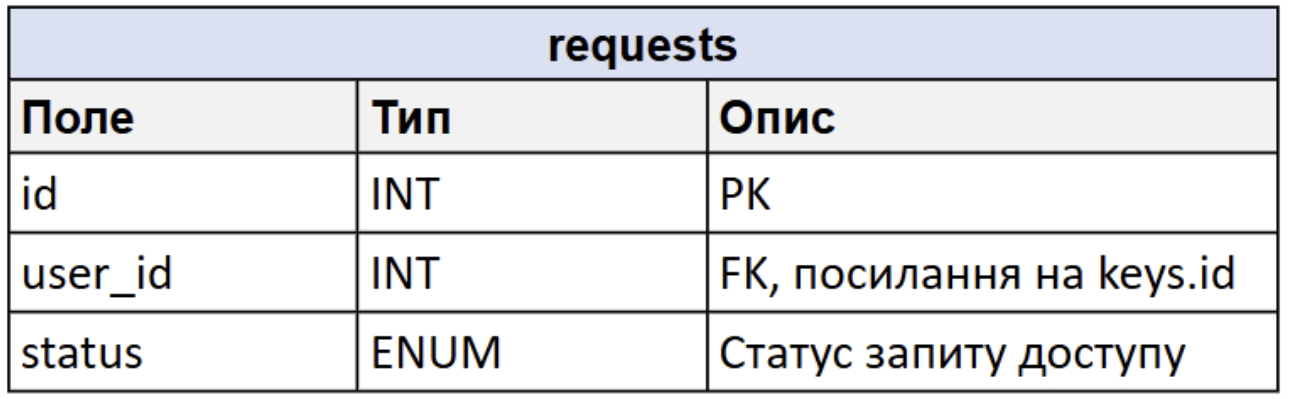 requests
Поле Тип Опис
id INT PK
user_id INT FK, посилання на keys.id
status ENUM Статус запиту доступу